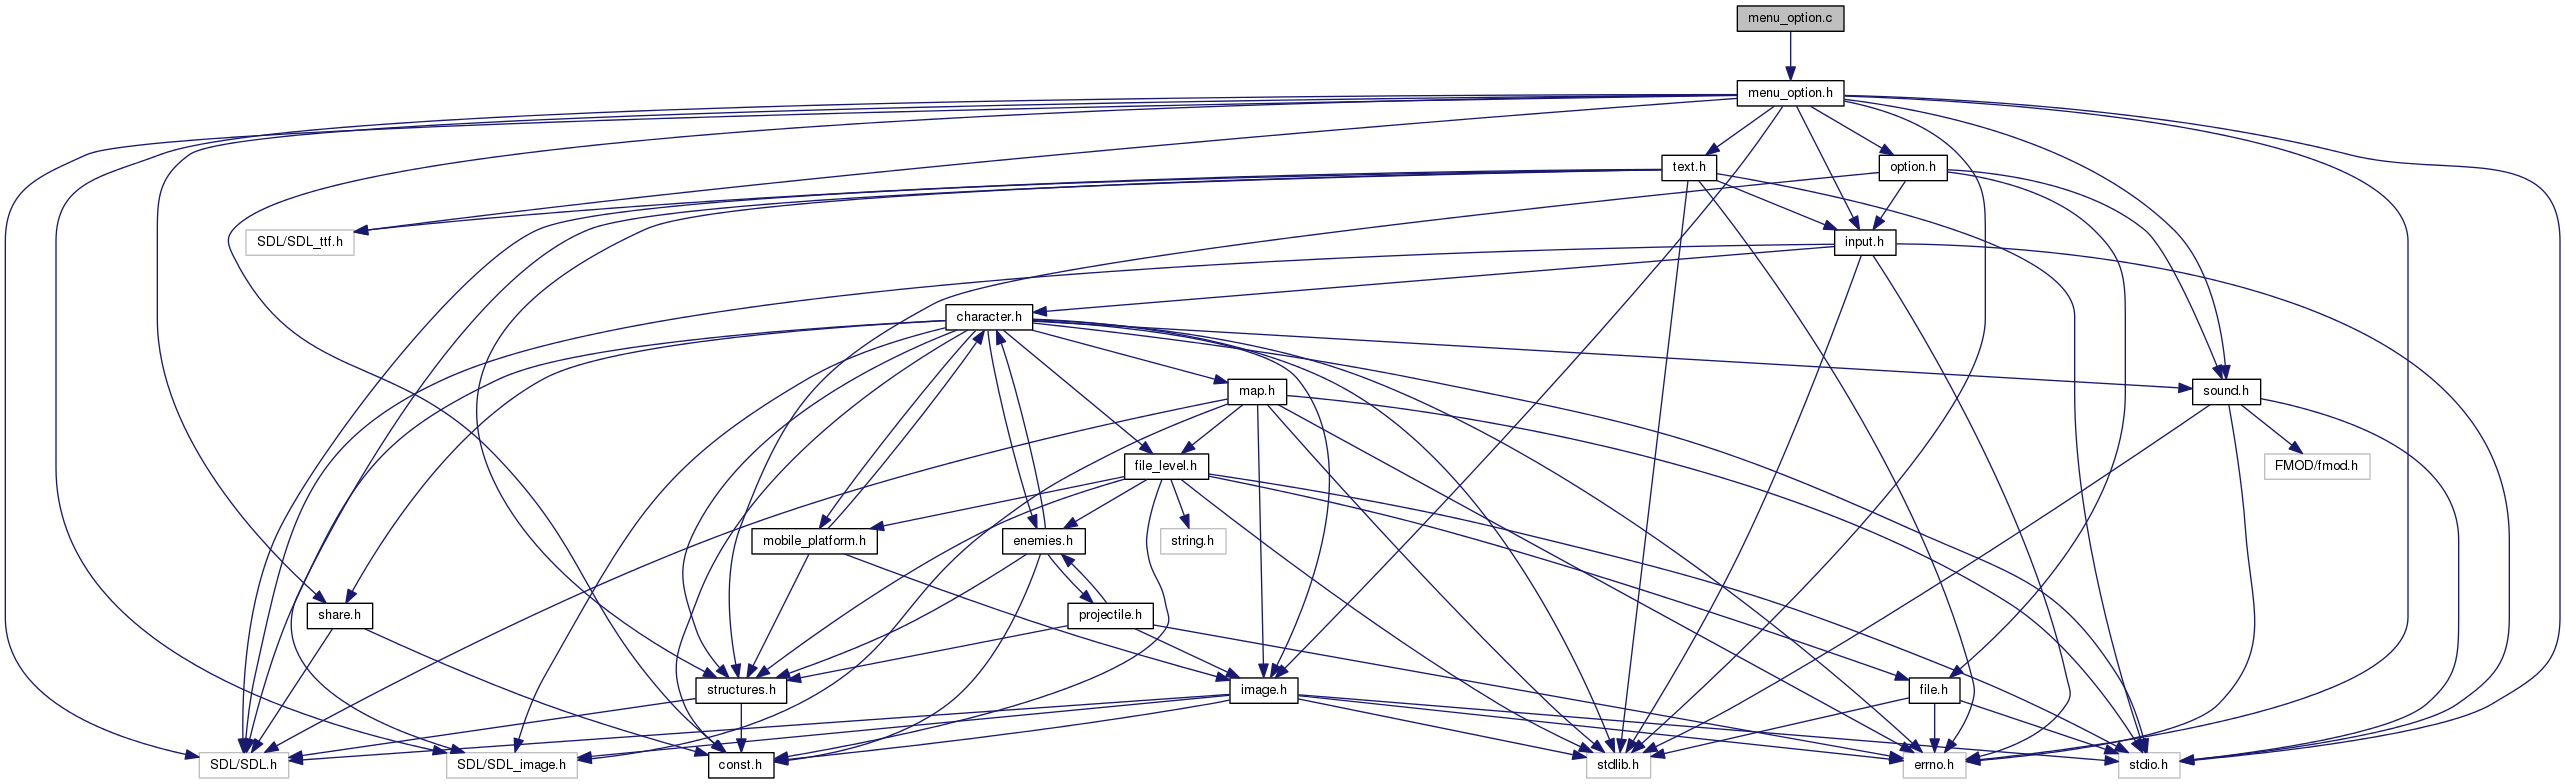 menu_option.c
menu_option.h
text.h
option.h
SDL/SDL_ttf.h
input.h
character.h
map.h
sound.h
file_level.h
FMOD/fmod.h
mobile_platform.h
enemies.h
string.h
share.h
projectile.h
structures.h
image.h
file.h
SDL/SDL.h
SDL/SDL_image.h
const.h
stdlib.h
errno.h
stdio.h